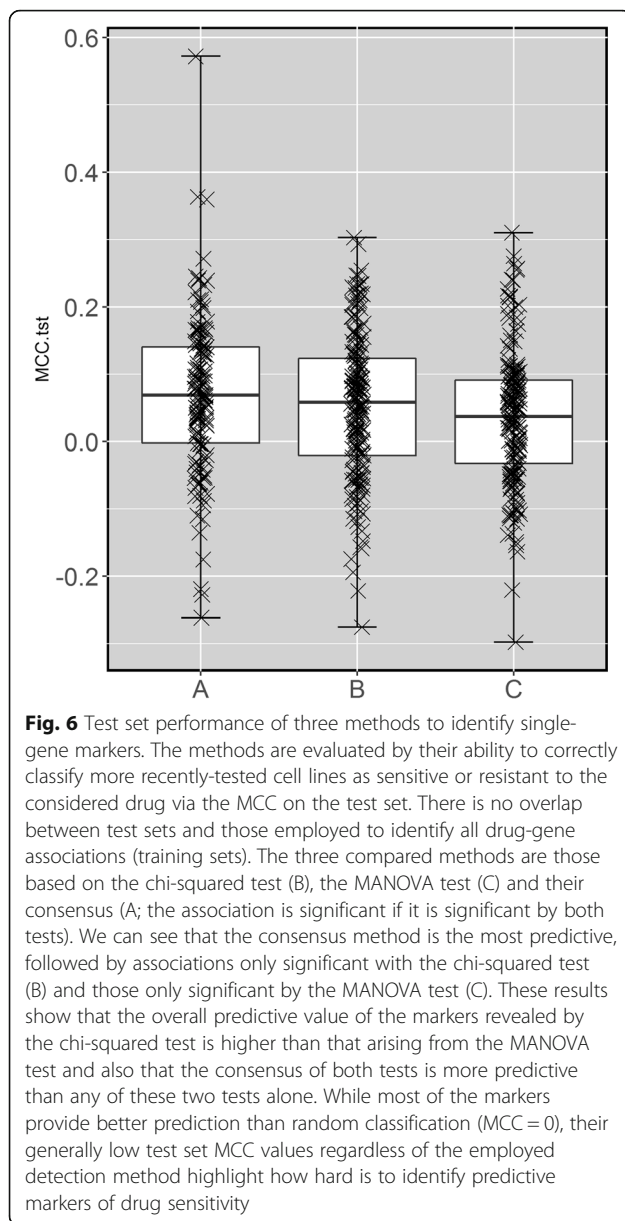 0.6
0.4
0.2
0.0
-0.2
MCC.tst
A B C
Fig. 6 Test set performance of three methods to identify single-
gene markers. The methods are evaluated by their ability to correctly
classify more recently-tested cell lines as sensitive or resistant to the
considered drug via the MCC on the test set. There is no overlap
between test sets and those employed to identify all drug-gene
associations (training sets). The three compared methods are those
based on the chi-squared test (B), the MANOVA test (C) and their
consensus (A; the association is significant if it is significant by both
tests). We can see that the consensus method is the most predictive,
followed by associations only significant with the chi-squared test
(B) and those only significant by the MANOVA test (C). These results
show that the overall predictive value of the markers revealed by
the chi-squared test is higher than that arising from the MANOVA
test and also that the consensus of both tests is more predictive
than any of these two tests alone. While most of the markers
provide better prediction than random classification (MCC = 0), their
generally low test set MCC values regardless of the employed
detection method highlight how hard is to identify predictive
markers of drug sensitivity